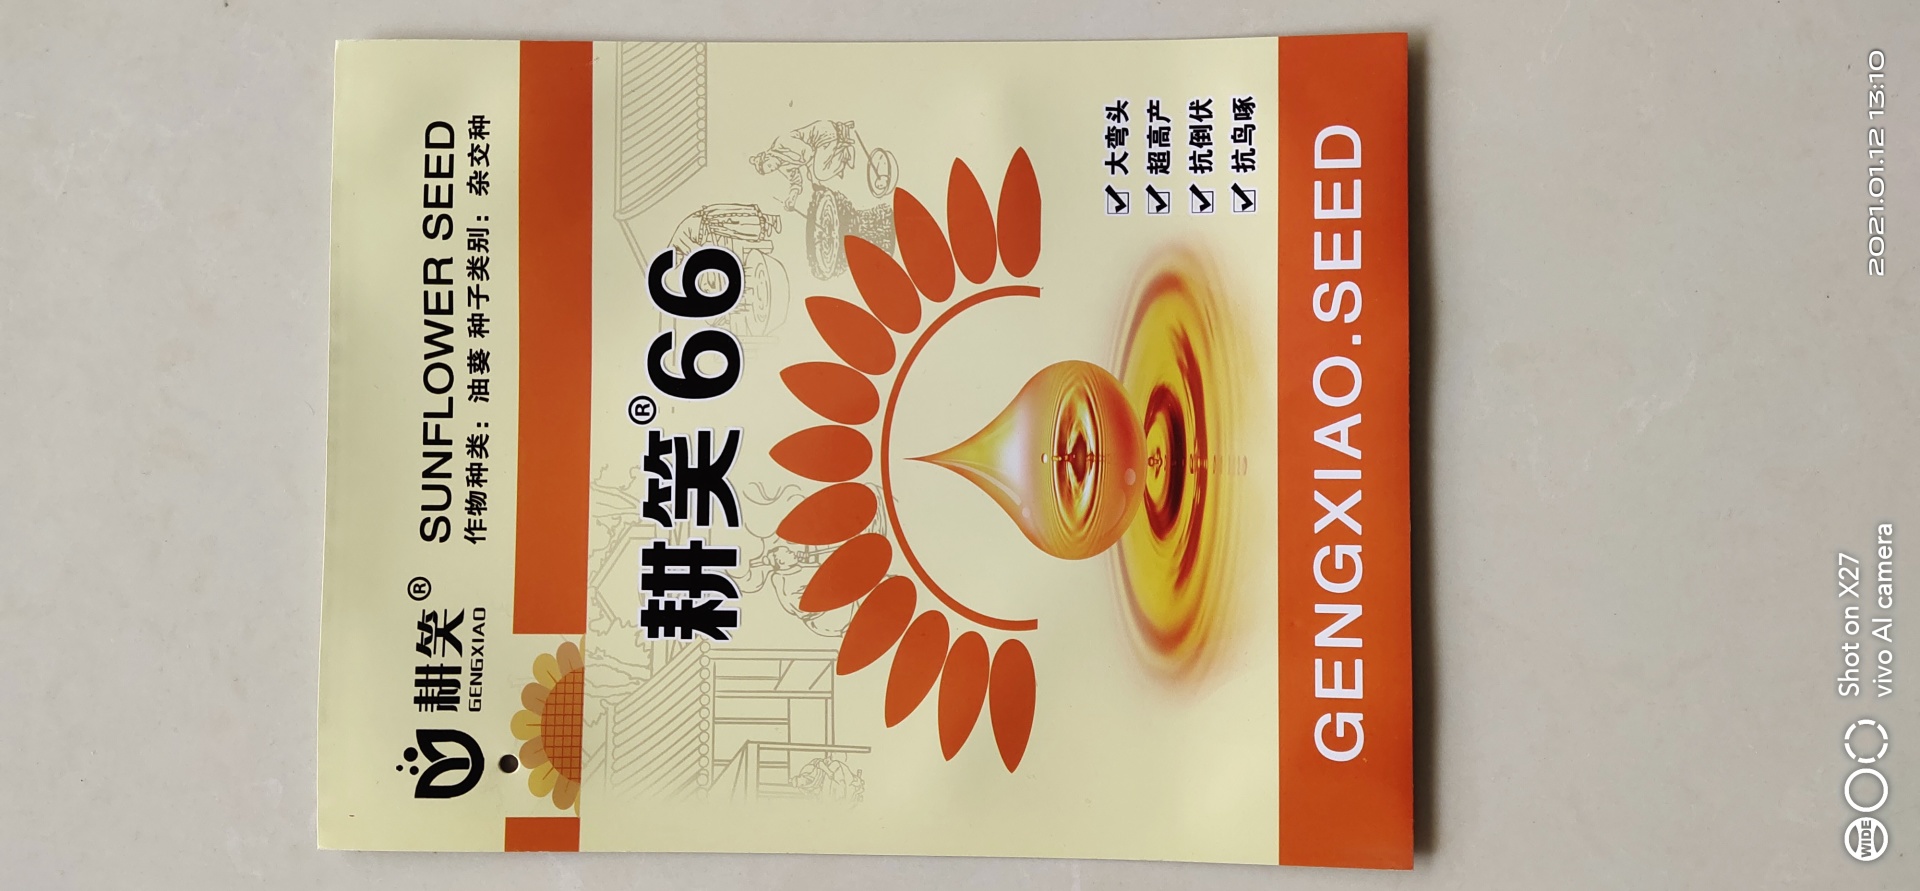 耕笑®
GENGXIAO
SUNFLOWER SEED
作物种类：油葵 种子类别：杂交种
耕笑®66
大弯头
超高产
抗倒伏
抗鸟啄
GENGXIAO.SEED
WIDE
Shot on X27
vivo AI camera
2021.01.12 13:10